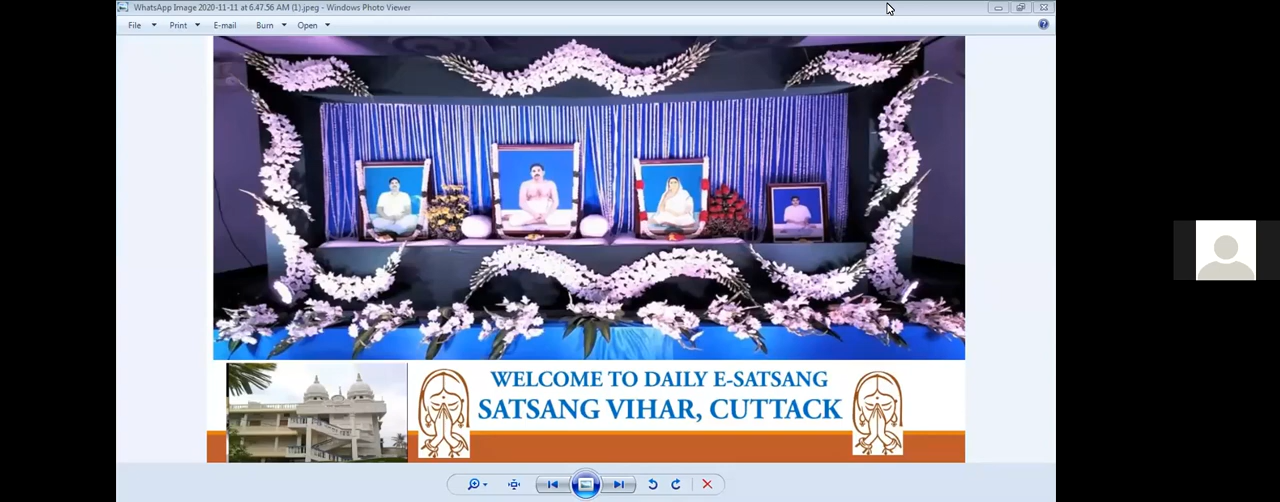 WhatsApp Image 2020-11-11 at 6.47.56 AM (1).jpeg - Windows Photo Viewer
File Print E-mail Burn Open
WELCOME TO DAILY E-SATSANG
SATSANG VIHAR, CUTTACK